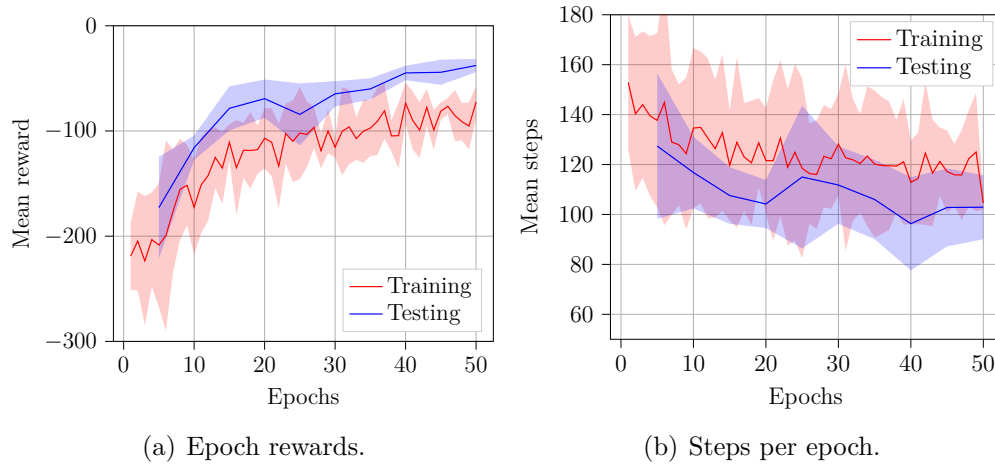 0
−100
−200
−300
Mean reward
0
10
20
30
40
50
Epochs
Training
Testing
(a) Epoch rewards.
180
160
140
120
100
80
60
Mean steps
0
10
20
30
40
50
Epochs
Training
Testing
(b) Steps per epoch.